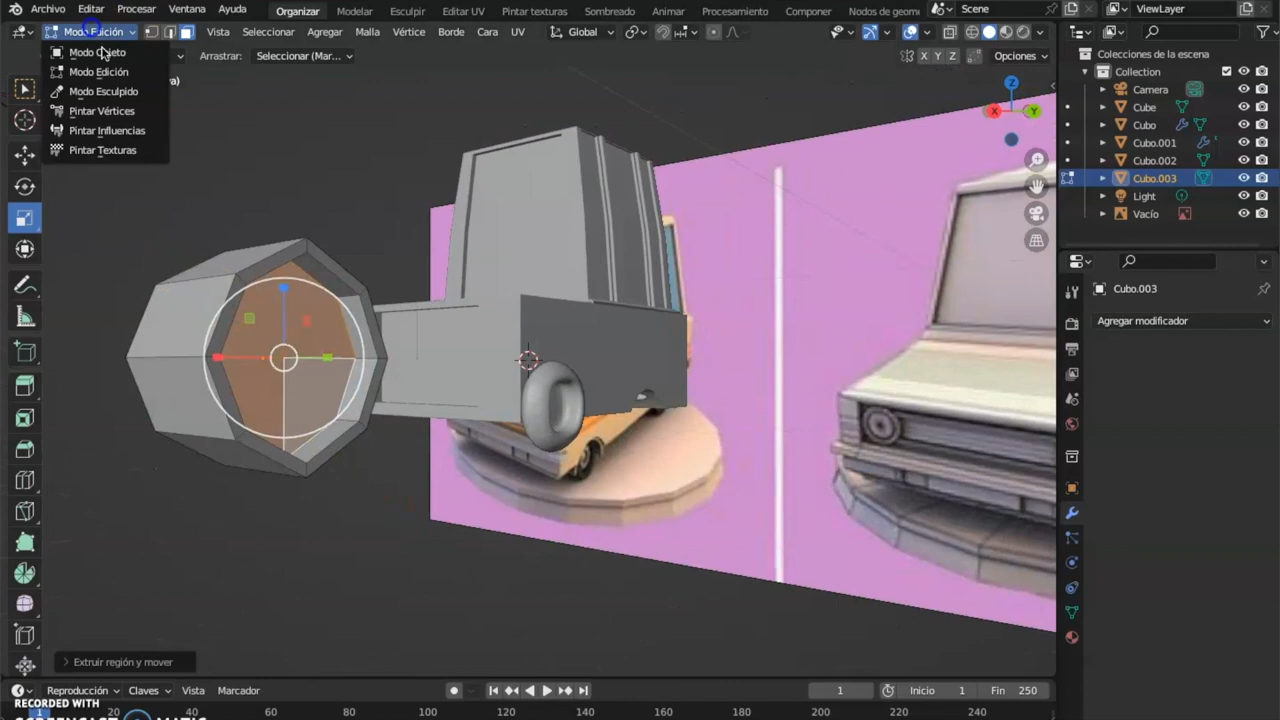 Archivo Editar Procesar Ventana Ayuda Organizar Modelar Esculpir Editar UV Pintar texturas Sombreado Animar Procesamiento Componer Nodos de geome Scene ViewLayer
Modo Edición Vista Seleccionar Agregar Malla Vértice Borde Cara UV Global
Modo Objeto
Modo Edición
Modo Esculpido
Pintar Vértices
Pintar Influencias
Pintar Texturas
Arrastrar: Seleccionar (Mar... X Y Z Opciones
Z
X
Y
Colecciones de la escena
Collection
Camera
Cube
Cubo
Cubo.001
Cubo.002
Cubo.003
Light
Vacío
Cubo.003
Agregar modificador
Extruir región y mover
Reproducción Claves Vista Marcador 1 Inicio 1 Fin 250
RECORDED WITH
1 20 40 60 80 100 120 140 160 180 200 220 240